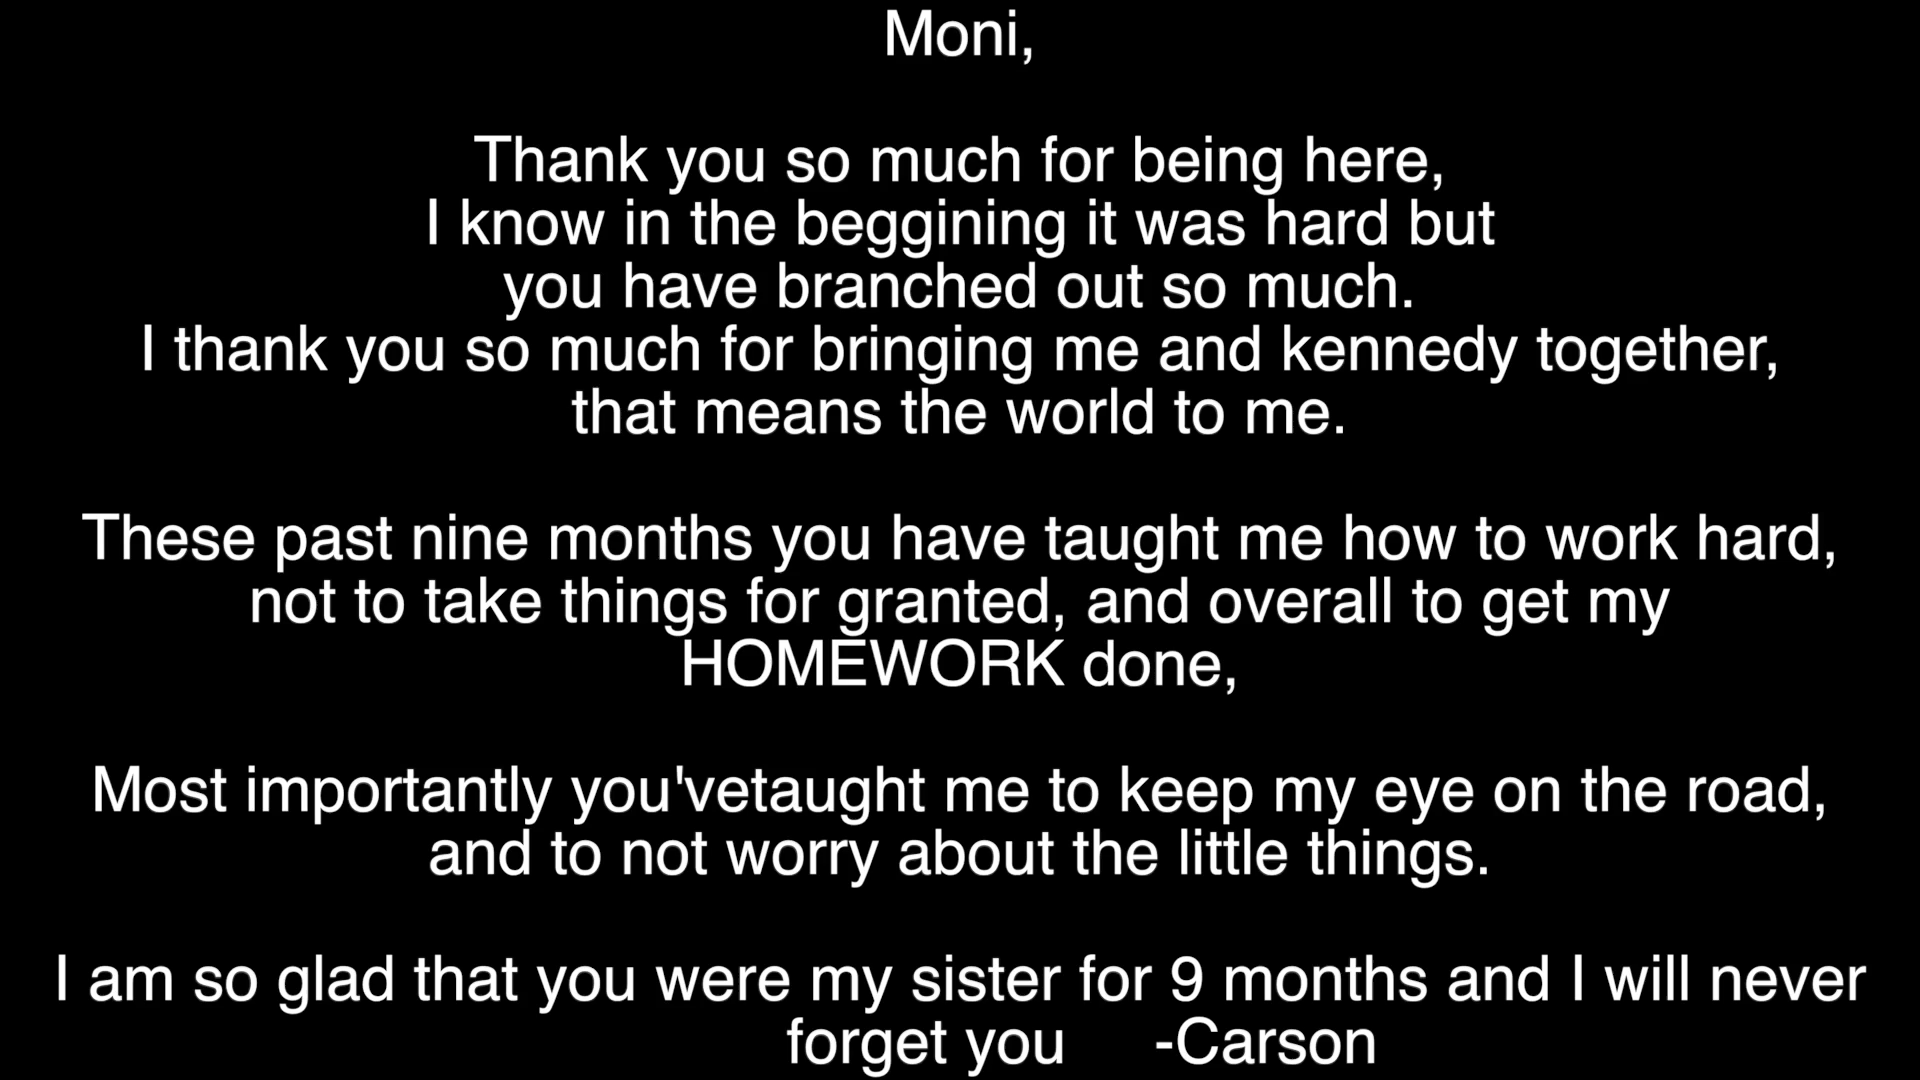 Moni,
Thank you so much for being here,
I know in the beggining it was hard but
you have branched out so much.
I thank you so much for bringing me and kennedy together,
that means the world to me.
These past nine months you have taught me how to work hard,
not to take things for granted, and overall to get my
HOMEWORK done,
Most importantly you'vetaught me to keep my eye on the road,
and to not worry about the little things.
I am so glad that you were my sister for 9 months and I will never
forget you -Carson